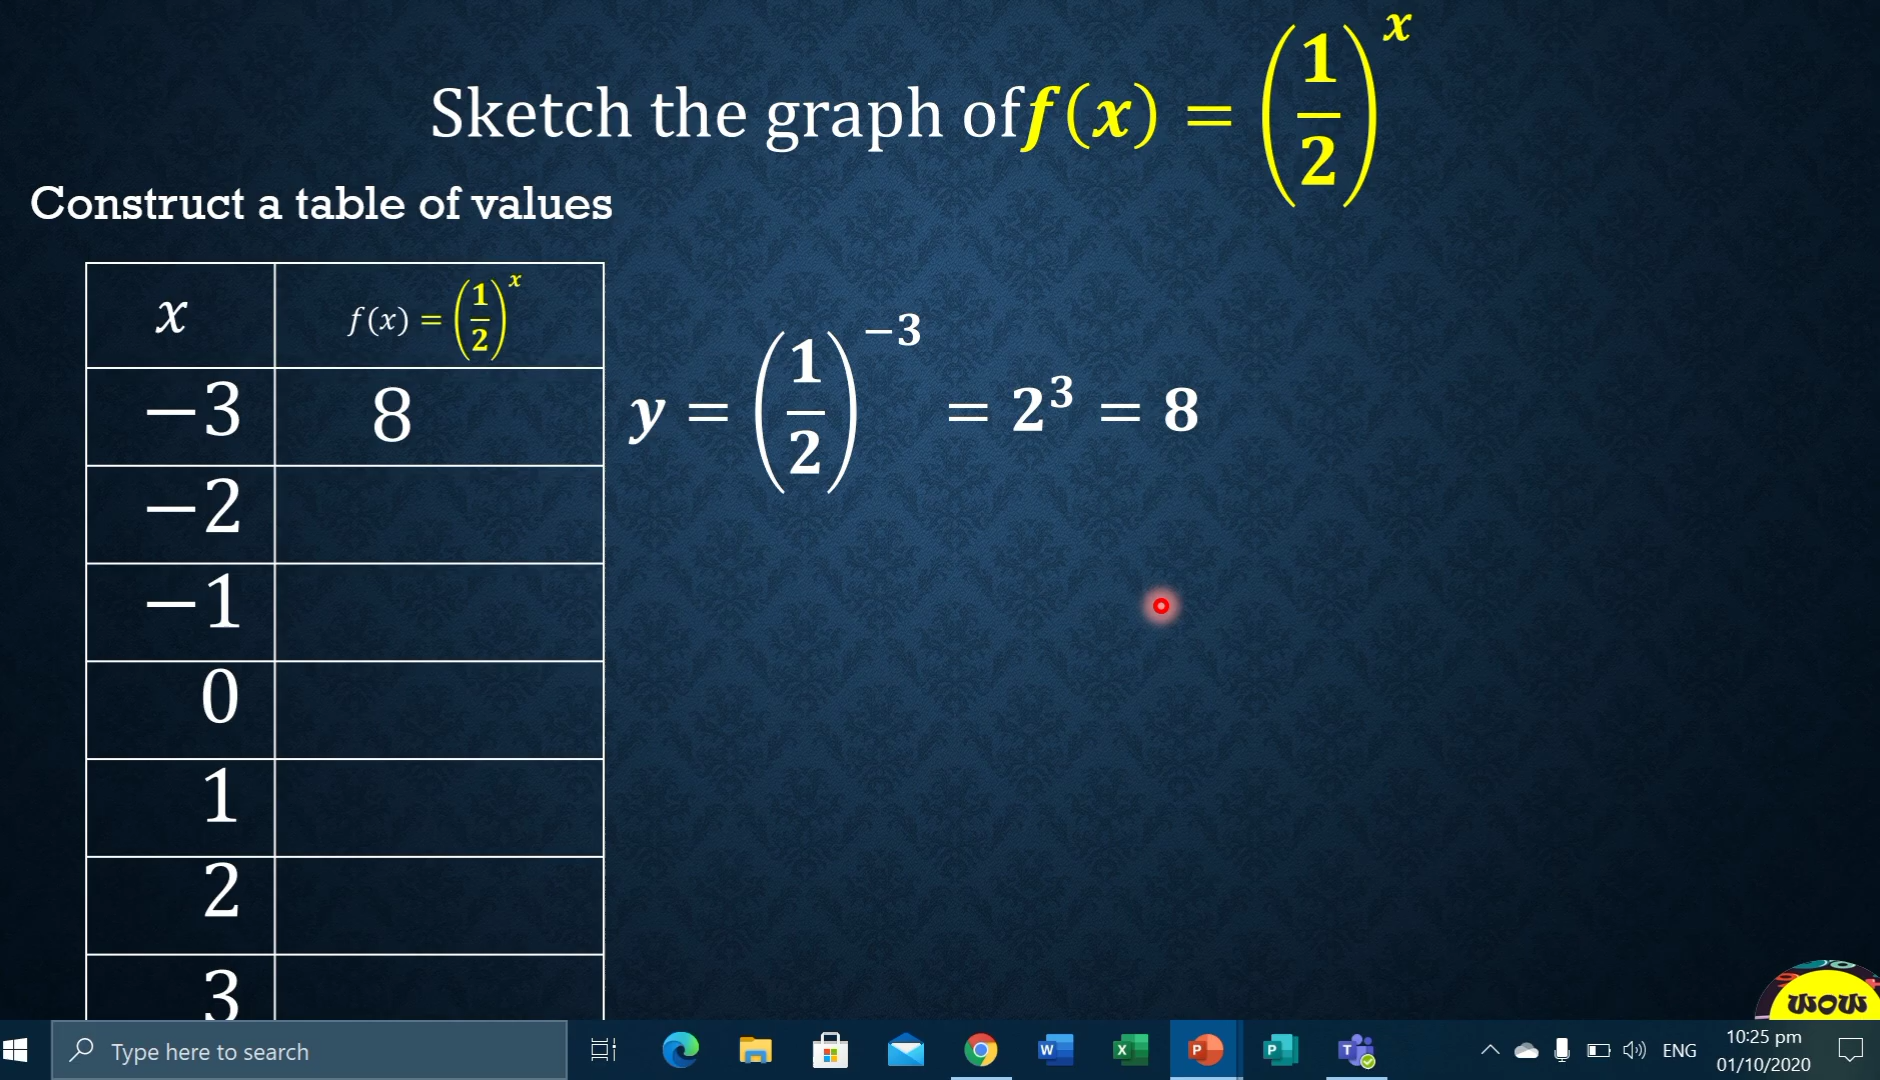 Sketch the graph of f(x) = (1/2)^x
Construct a table of values
x f(x) = (1/2)^x
−3 8
y = (1/2)^−3 = 2^3 = 8
−2
−1
0
1
2
3
WOW
Type here to search
ENG
10:25 pm
01/10/2020